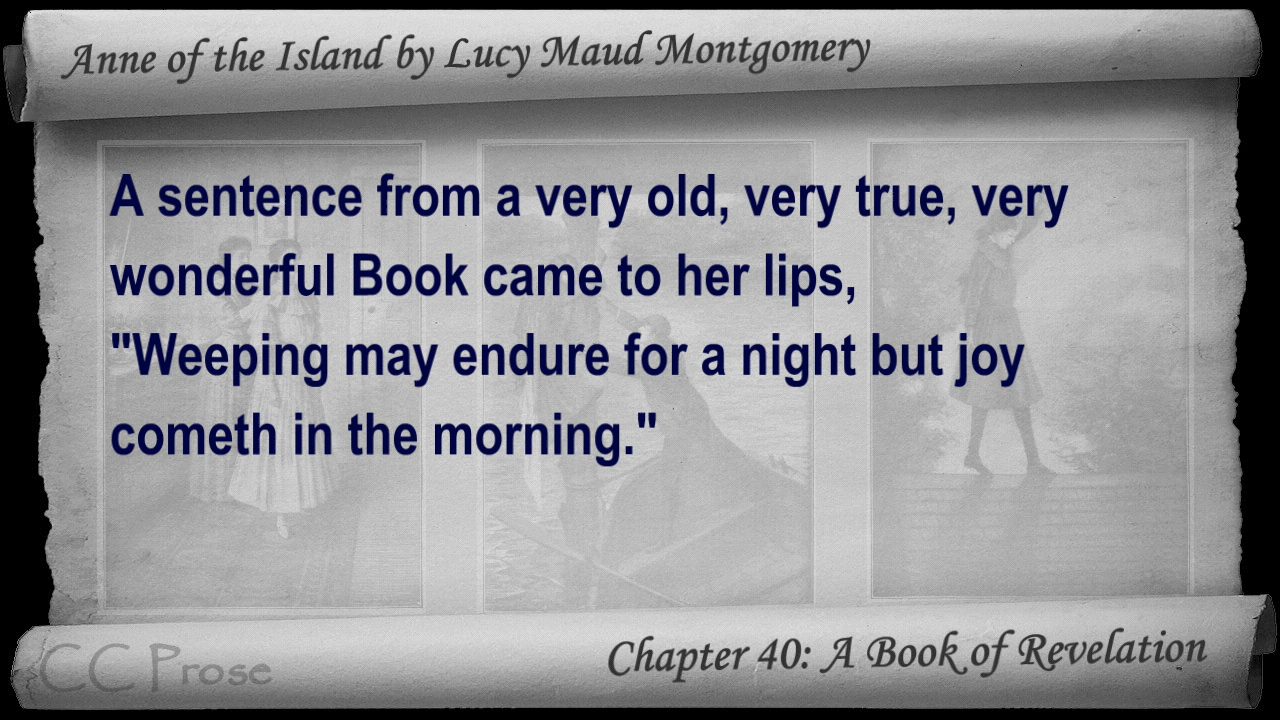 Anne of the Island by Lucy Maud Montgomery
A sentence from a very old, very true, very
wonderful Book came to her lips,
"Weeping may endure for a night but joy
cometh in the morning."
CC Prose
Chapter 40: A Book of Revelation